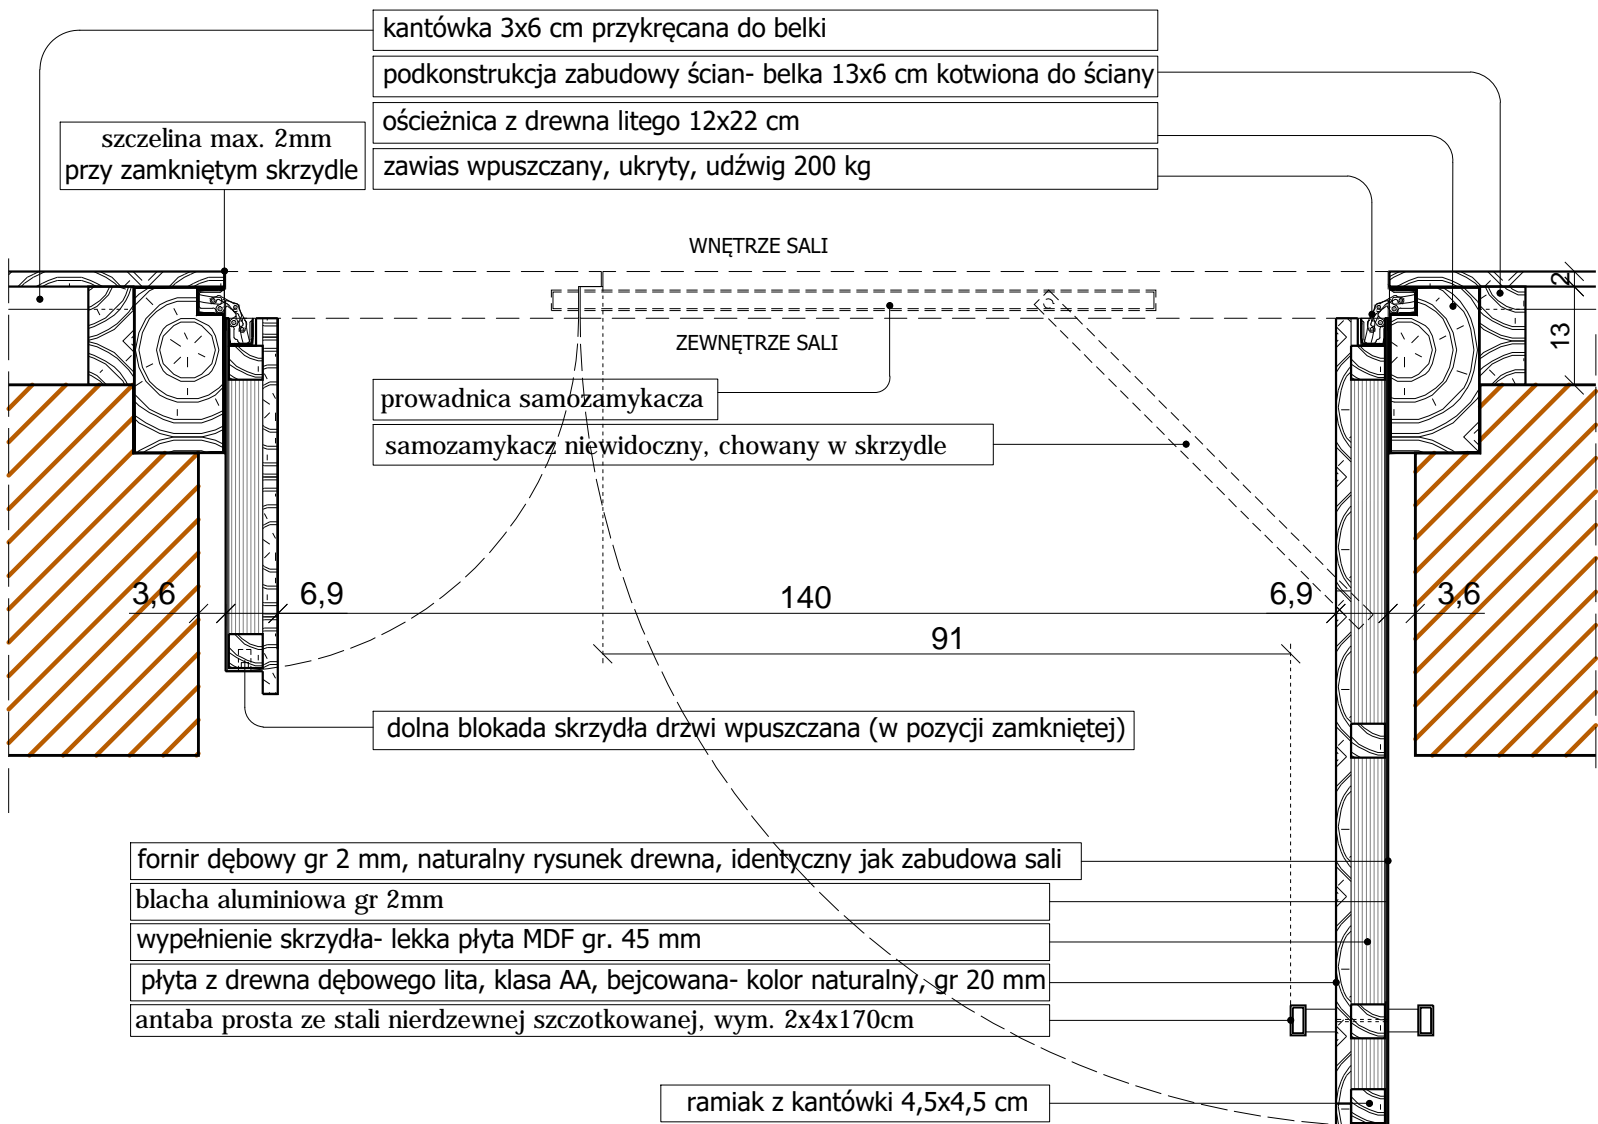 kantówka 3x6 cm przykręcana do belki
podkonstrukcja zabudowy ścian- belka 13x6 cm kotwiona do ściany
ościeżnica z drewna litego 12x22 cm
zawias wpuszczany, ukryty, udźwig 200 kg
szczelina max. 2mm
przy zamkniętym skrzydle
WNĘTRZE SALI
ZEWNĘTRZE SALI
2
13
prowadnica samozamykacza
samozamykacz niewidoczny, chowany w skrzydle
3,6
6,9
140
6,9
3,6
91
dolna blokada skrzydła drzwi wpuszczana (w pozycji zamkniętej)
fornir dębowy gr 2 mm, naturalny rysunek drewna, identyczny jak zabudowa sali
blacha aluminiowa gr 2mm
wypełnienie skrzydła- lekka płyta MDF gr. 45 mm
płyta z drewna dębowego lita, klasa AA, bejcowana- kolor naturalny, gr 20 mm
antaba prosta ze stali nierdzewnej szczotkowanej, wym. 2x4x170cm
ramiak z kantówki 4,5x4,5 cm